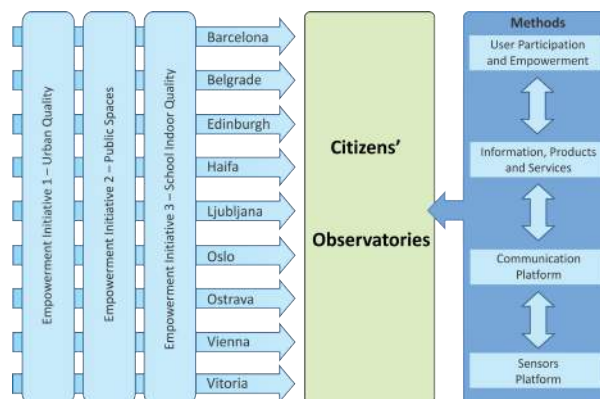 Empowerment Initiative 1 – Urban Quality
Empowerment Initiative 2 – Public Spaces
Empowerment Initiative 3 – School Indoor Quality
Barcelona
Belgrade
Edinburgh
Haifa
Ljubljana
Oslo
Ostrava
Vienna
Vitoria
Citizens’
Observatories
Methods
User Participation
and Empowerment
Information, Products
and Services
Communication
Platform
Sensors
Platform